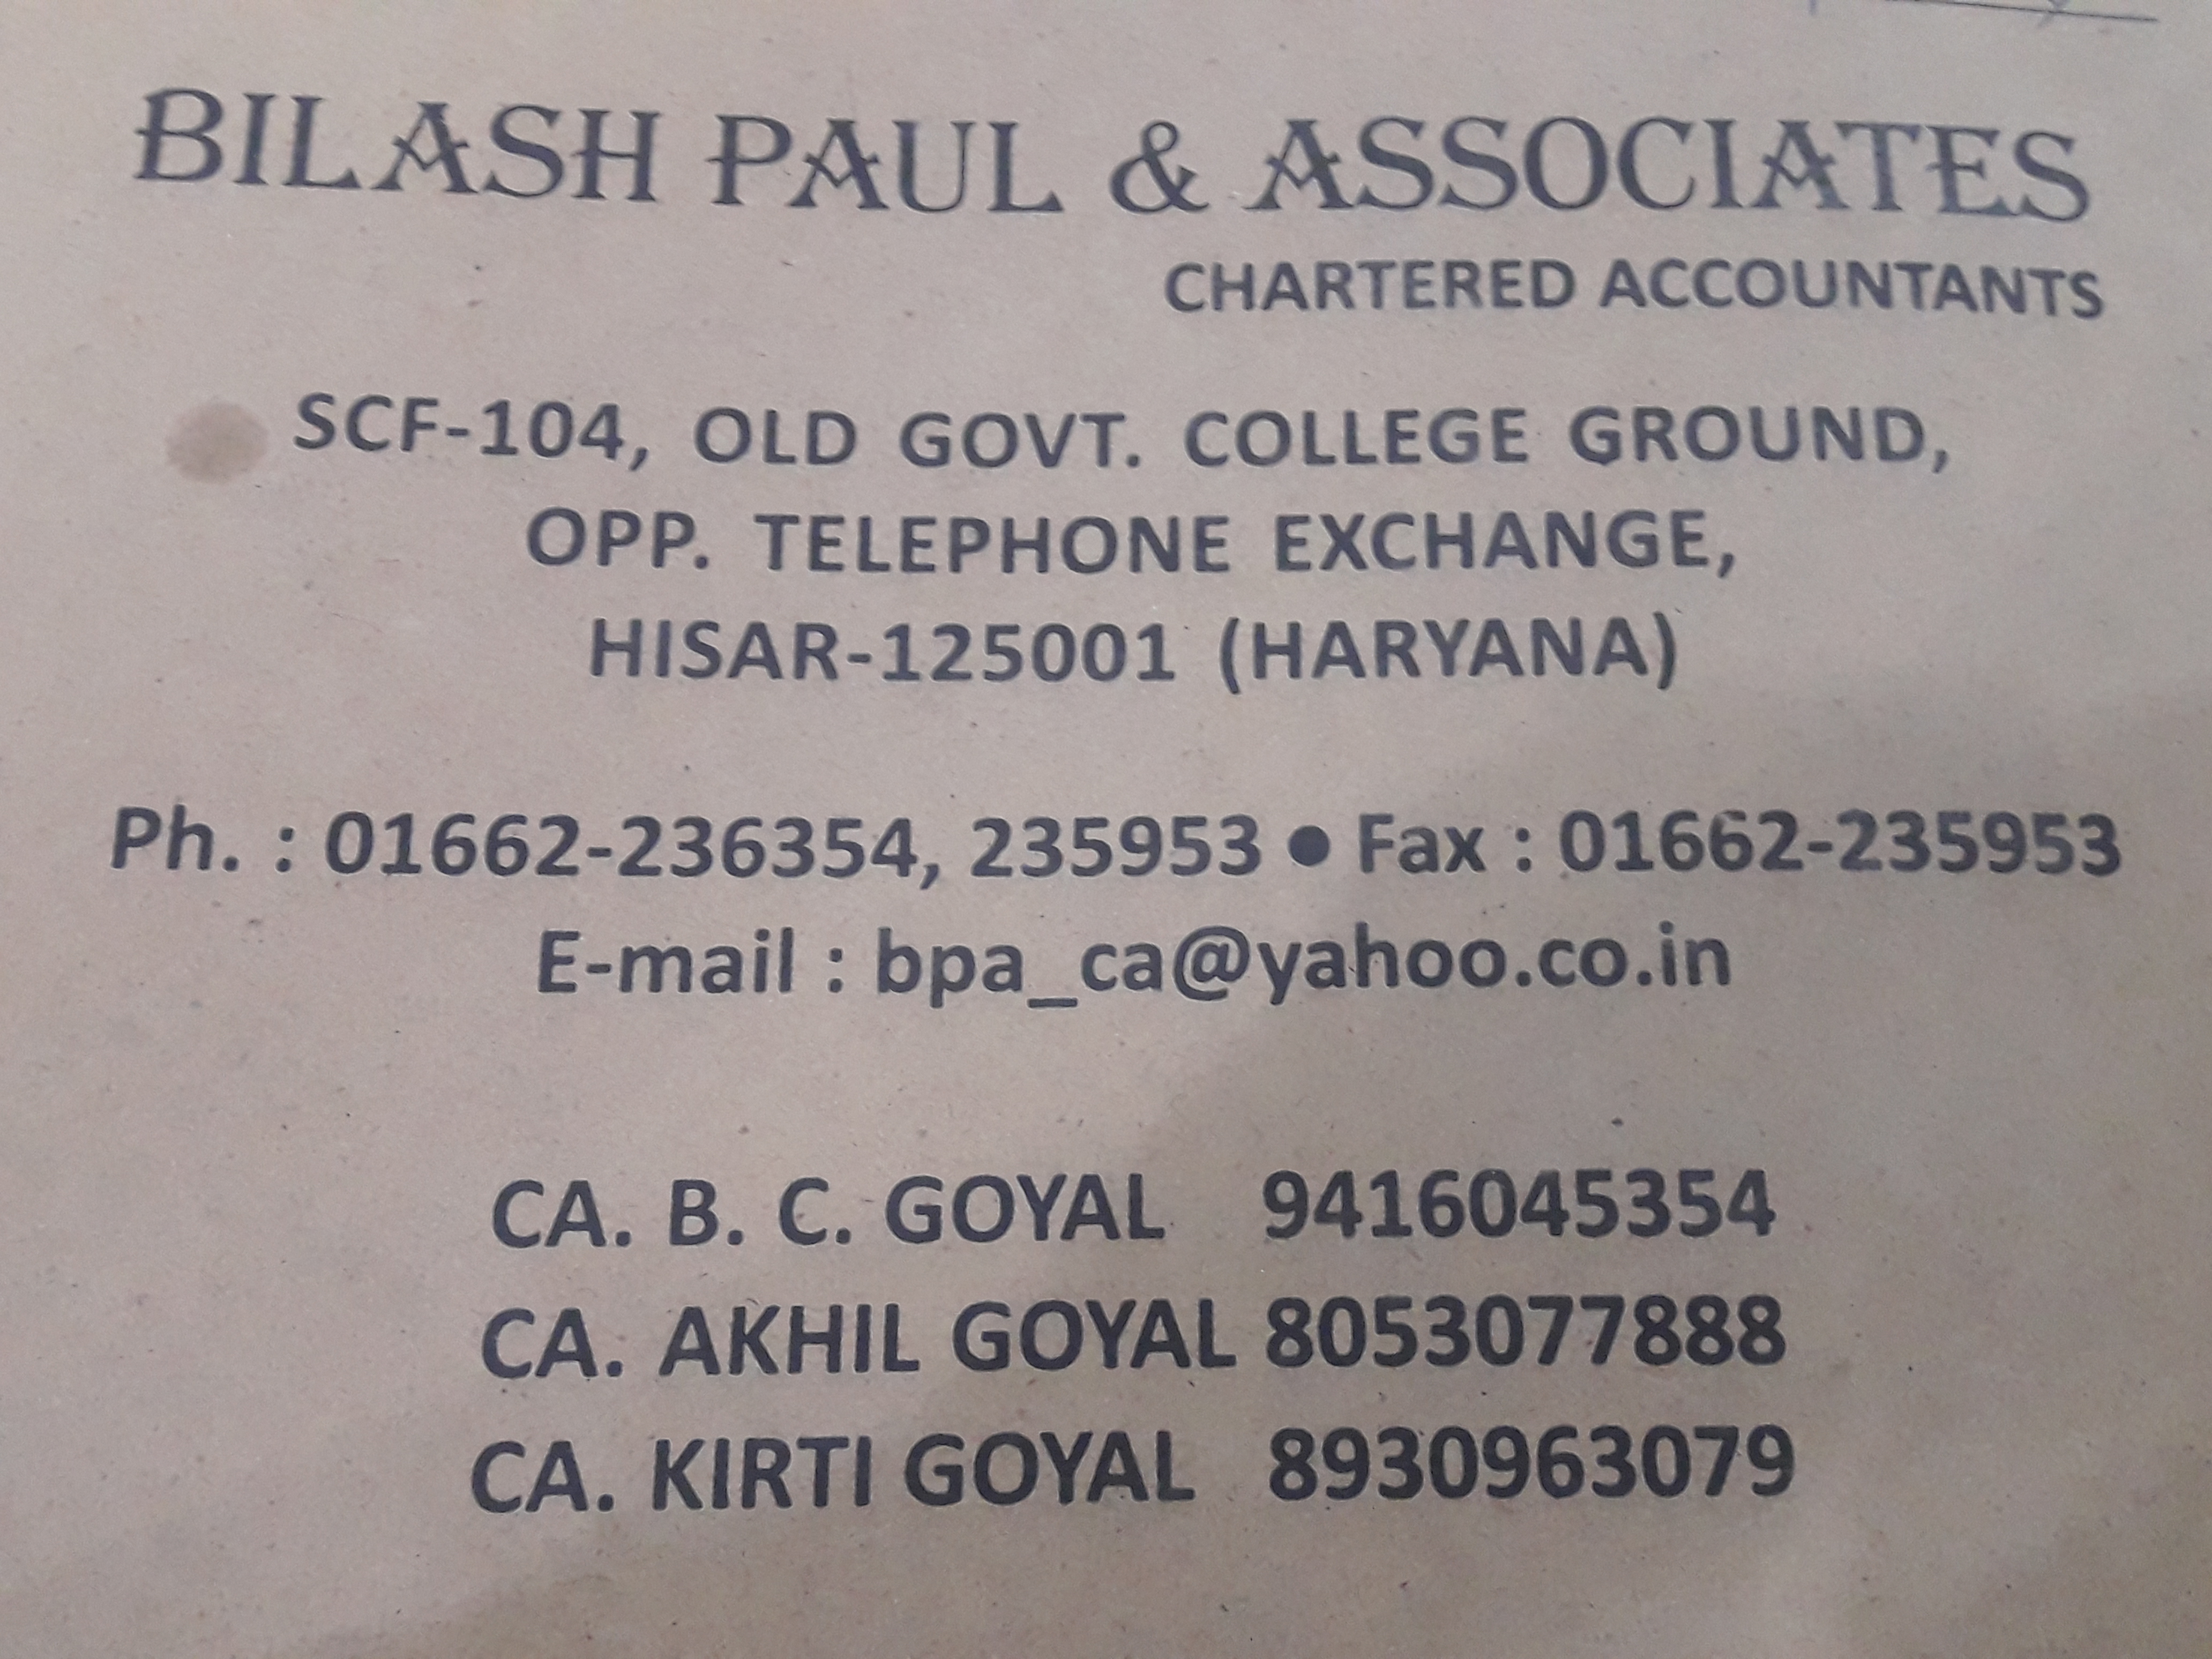 BILASH PAUL & ASSOCIATES
CHARTERED ACCOUNTANTS
SCF-104, OLD GOVT. COLLEGE GROUND,
OPP. TELEPHONE EXCHANGE,
HISAR-125001 (HARYANA)
Ph. : 01662-236354, 235953 ● Fax : 01662-235953
E-mail : bpa_ca@yahoo.co.in
CA. B. C. GOYAL 9416045354
CA. AKHIL GOYAL 8053077888
CA. KIRTI GOYAL 8930963079